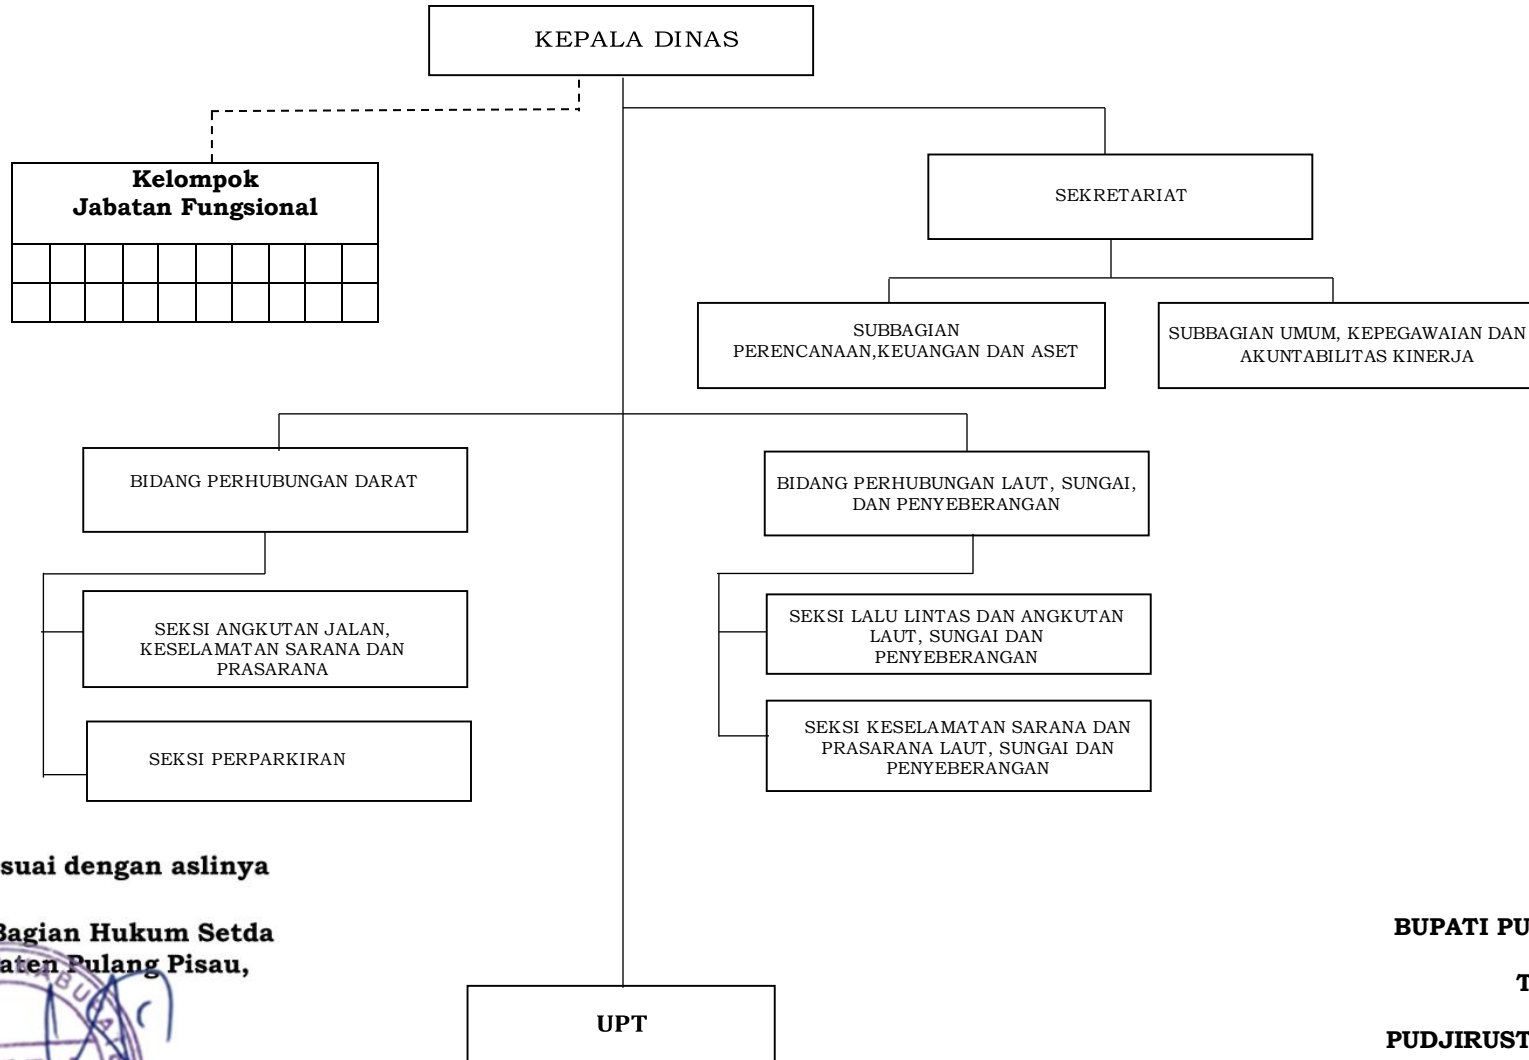 KEPALA DINAS
Kelompok
Jabatan Fungsional
SEKRETARIAT
SUBBAGIAN
PERENCANAAN,KEUANGAN DAN ASET
SUBBAGIAN UMUM, KEPEGAWAIAN DAN
AKUNTABILITAS KINERJA
BIDANG PERHUBUNGAN DARAT
BIDANG PERHUBUNGAN LAUT, SUNGAI,
DAN PENYEBERANGAN
SEKSI ANGKUTAN JALAN,
KESELAMATAN SARANA DAN
PRASARANA
SEKSI PERPARKIRAN
SEKSI LALU LINTAS DAN ANGKUTAN
LAUT, SUNGAI DAN
PENYEBERANGAN
SEKSI KESELAMATAN SARANA DAN
PRASARANA LAUT, SUNGAI DAN
PENYEBERANGAN
suai dengan aslinya
Bagian Hukum Setda
aten Pulang Pisau,
UPT
BUPATI PU
T
PUDJIRUST